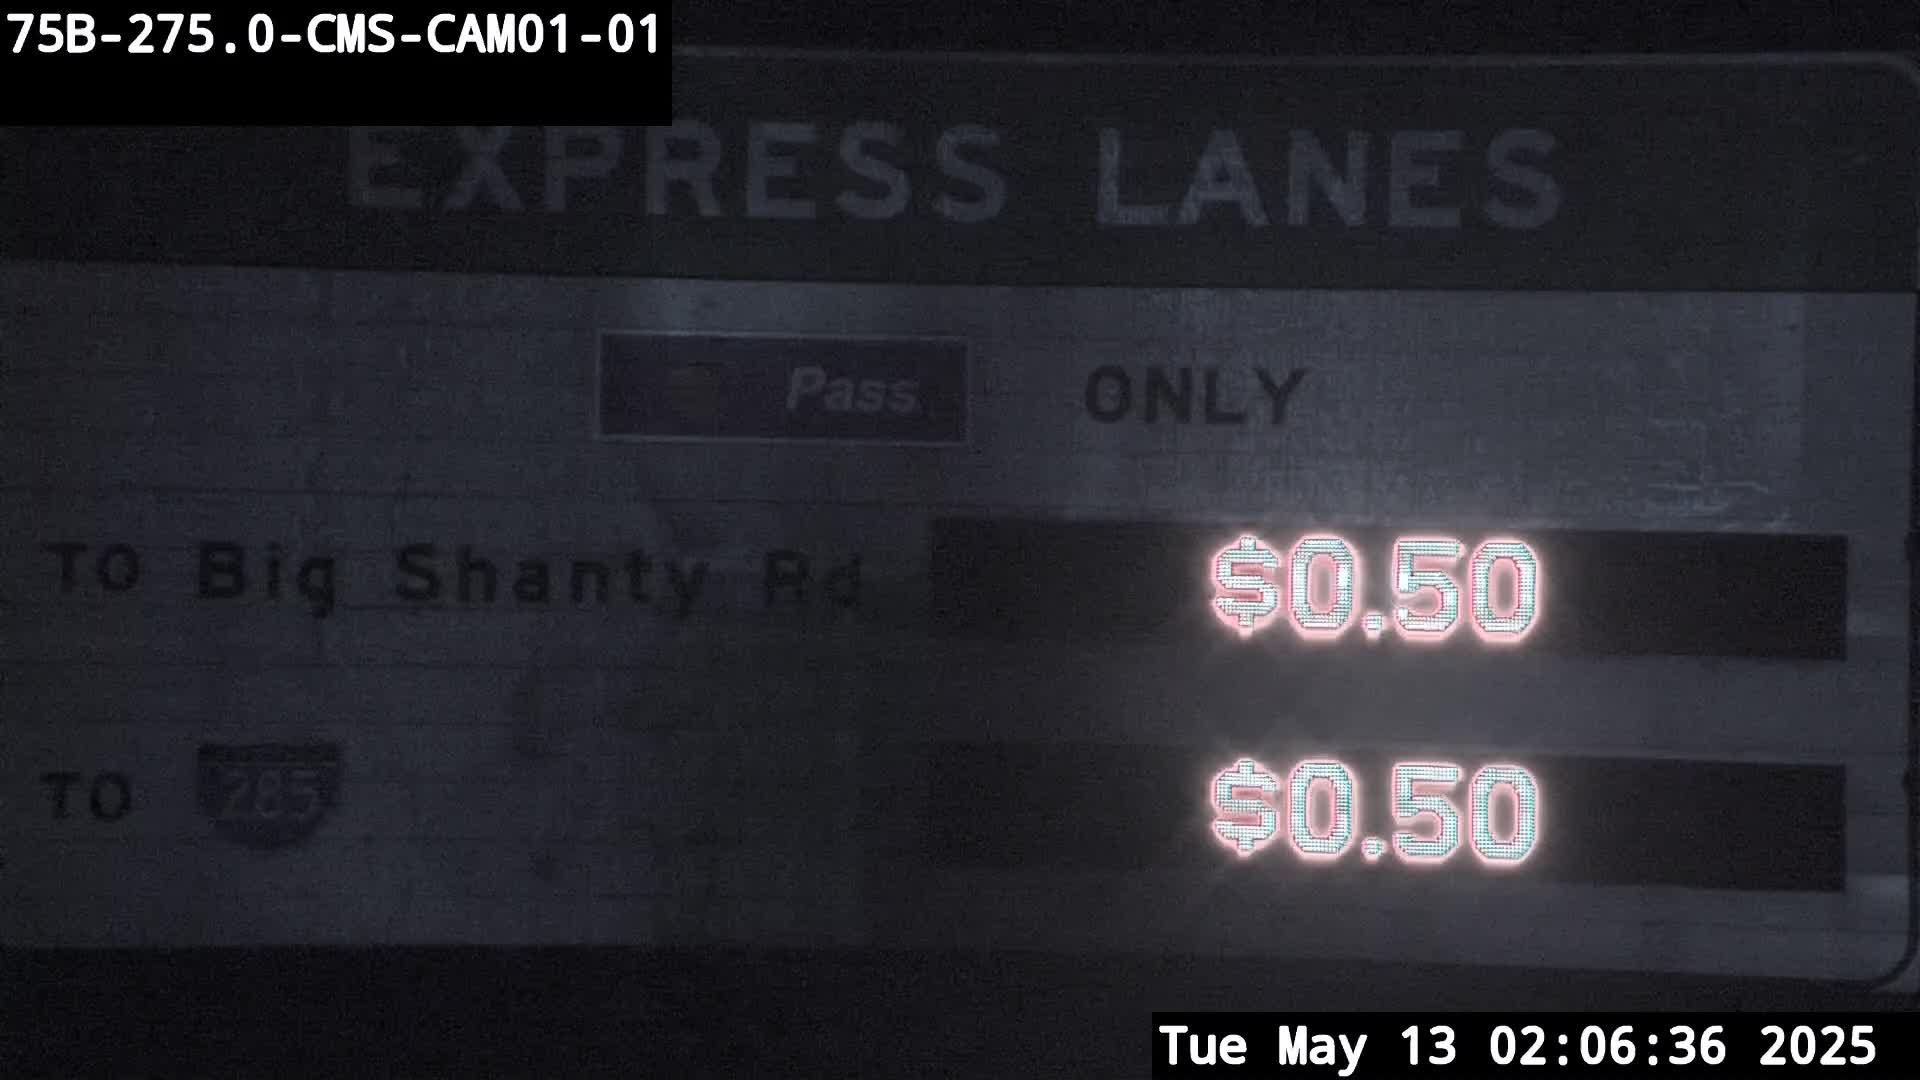 75B-275.0-CMS-CAM01-01
EXPRESS LANES
Pass ONLY
TO Big Shanty Rd $0.50
TO 285 $0.50
Tue May 13 02:06:36 2025